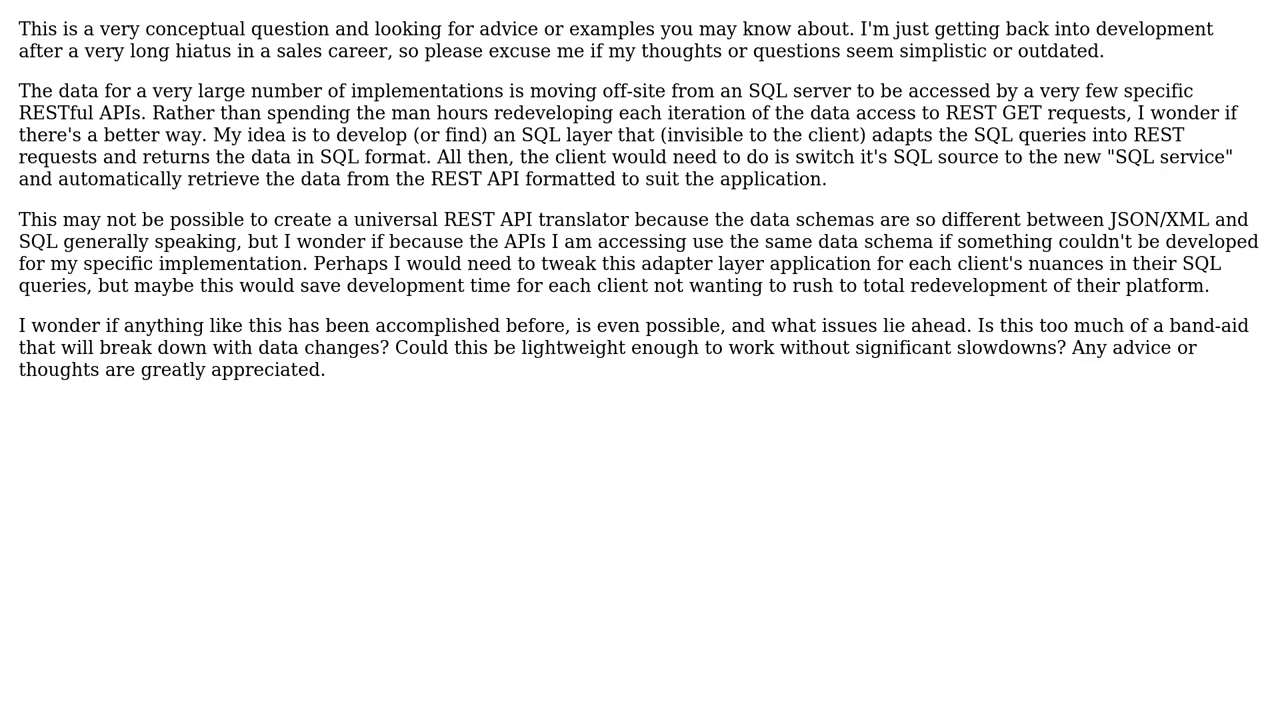 This is a very conceptual question and looking for advice or examples you may know about. I'm just getting back into development
after a very long hiatus in a sales career, so please excuse me if my thoughts or questions seem simplistic or outdated.
The data for a very large number of implementations is moving off-site from an SQL server to be accessed by a very few specific
RESTful APIs. Rather than spending the man hours redeveloping each iteration of the data access to REST GET requests, I wonder if
there's a better way. My idea is to develop (or find) an SQL layer that (invisible to the client) adapts the SQL queries into REST
requests and returns the data in SQL format. All then, the client would need to do is switch it's SQL source to the new "SQL service"
and automatically retrieve the data from the REST API formatted to suit the application.
This may not be possible to create a universal REST API translator because the data schemas are so different between JSON/XML and
SQL generally speaking, but I wonder if because the APIs I am accessing use the same data schema if something couldn't be developed
for my specific implementation. Perhaps I would need to tweak this adapter layer application for each client's nuances in their SQL
queries, but maybe this would save development time for each client not wanting to rush to total redevelopment of their platform.
I wonder if anything like this has been accomplished before, is even possible, and what issues lie ahead. Is this too much of a band-aid
that will break down with data changes? Could this be lightweight enough to work without significant slowdowns? Any advice or
thoughts are greatly appreciated.